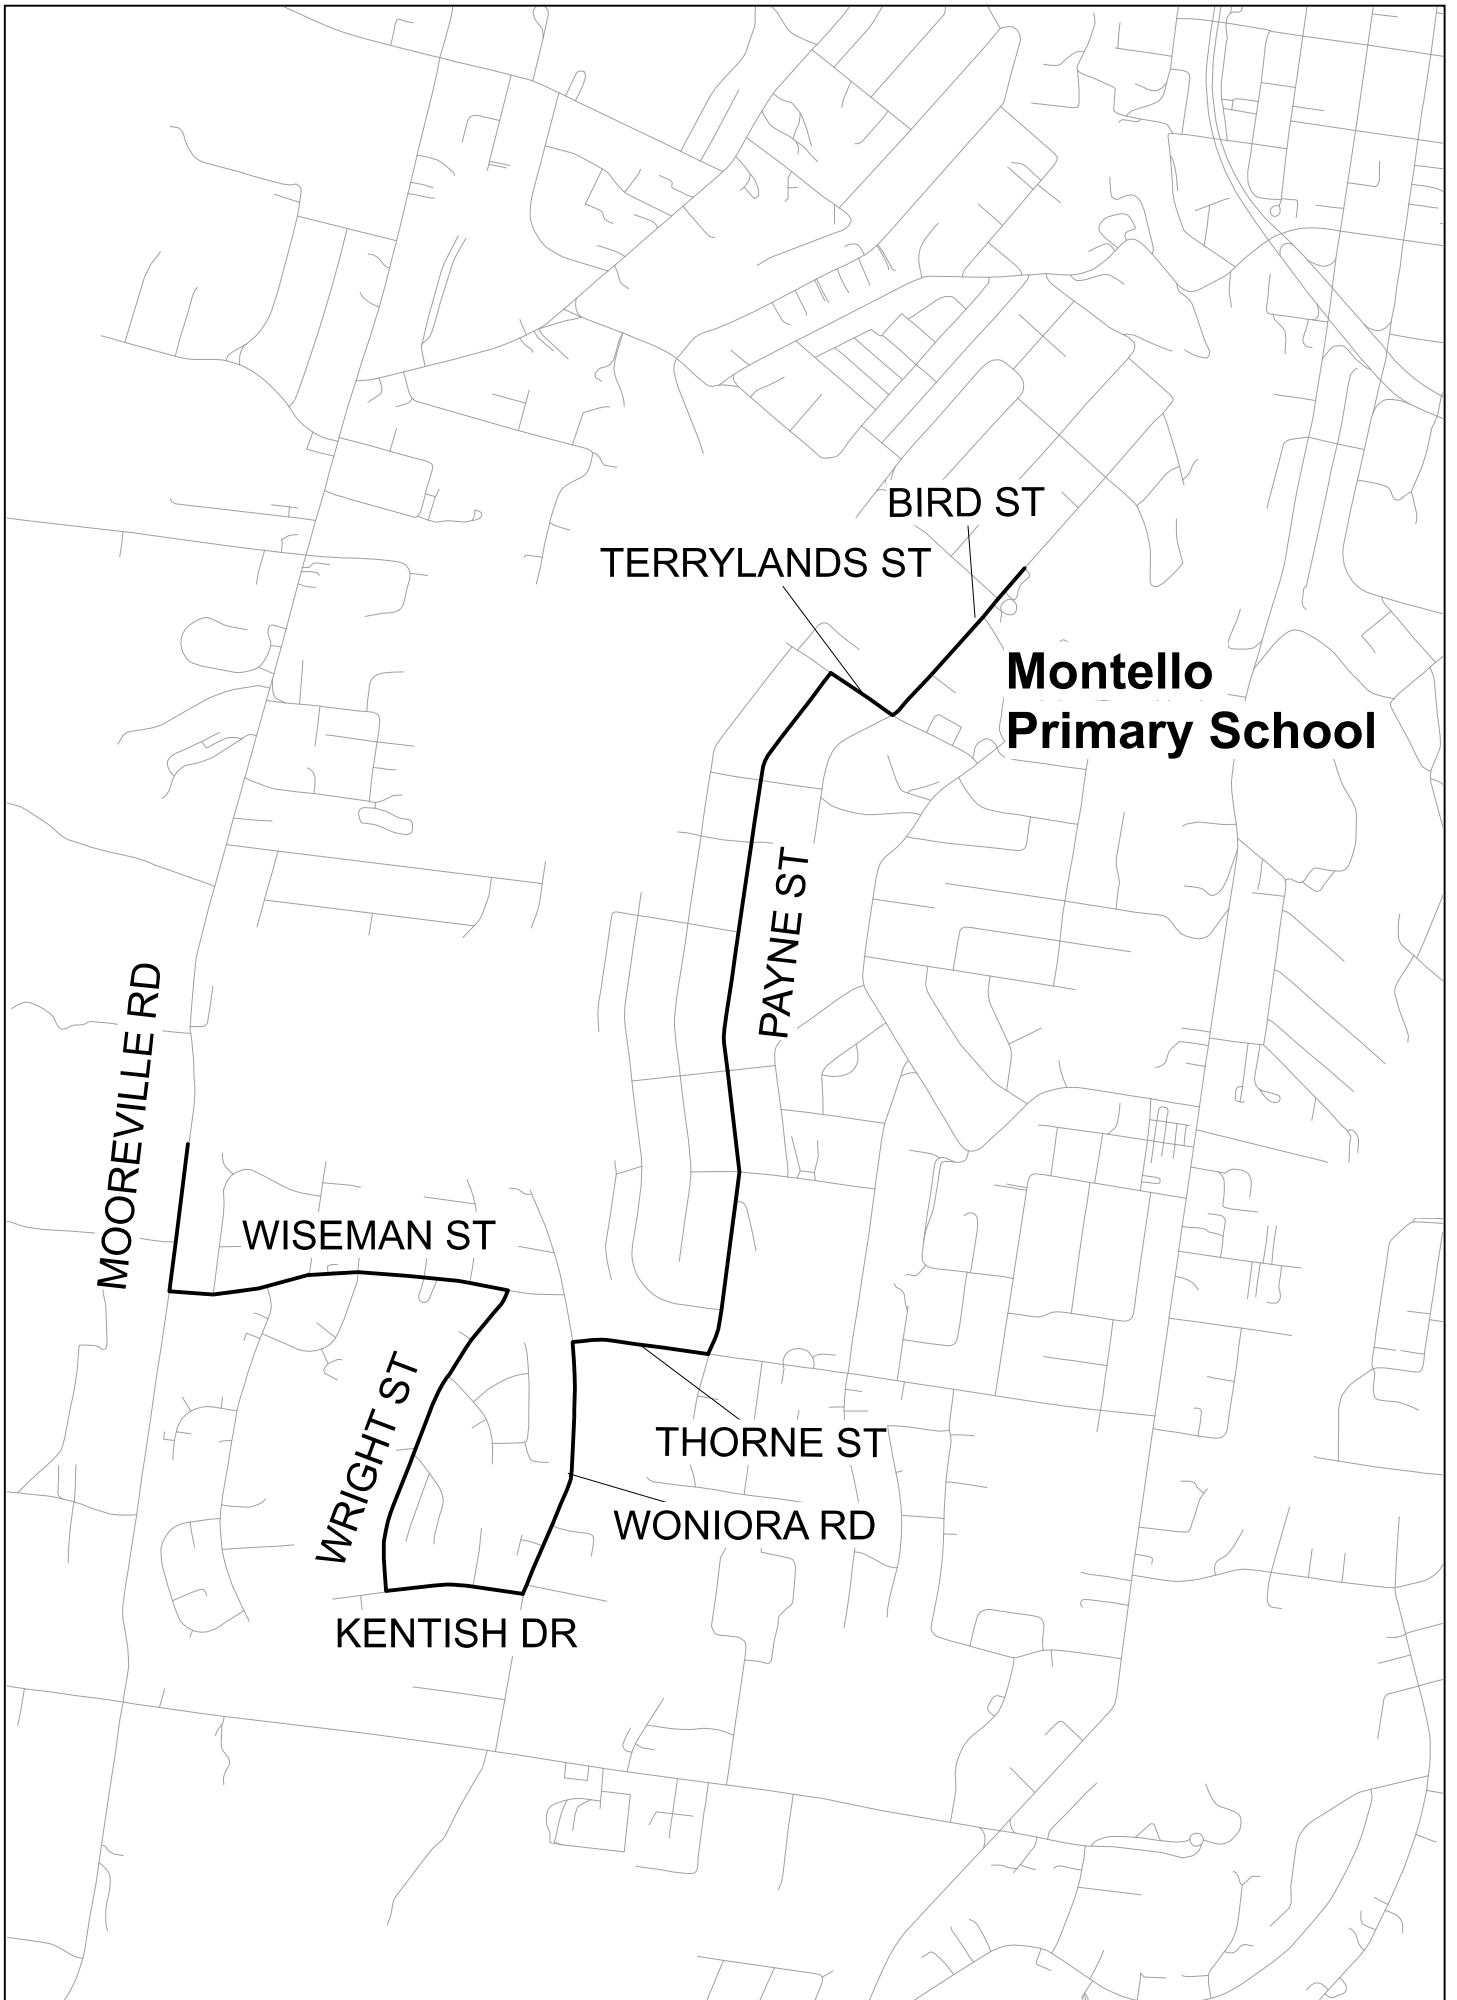 BIRD ST
TERRYLANDS ST
Montello
Primary School
PAYNE ST
MOOREVILLE RD
WISEMAN ST
WRIGHT ST
THORNE ST
WONIORA RD
KENTISH DR